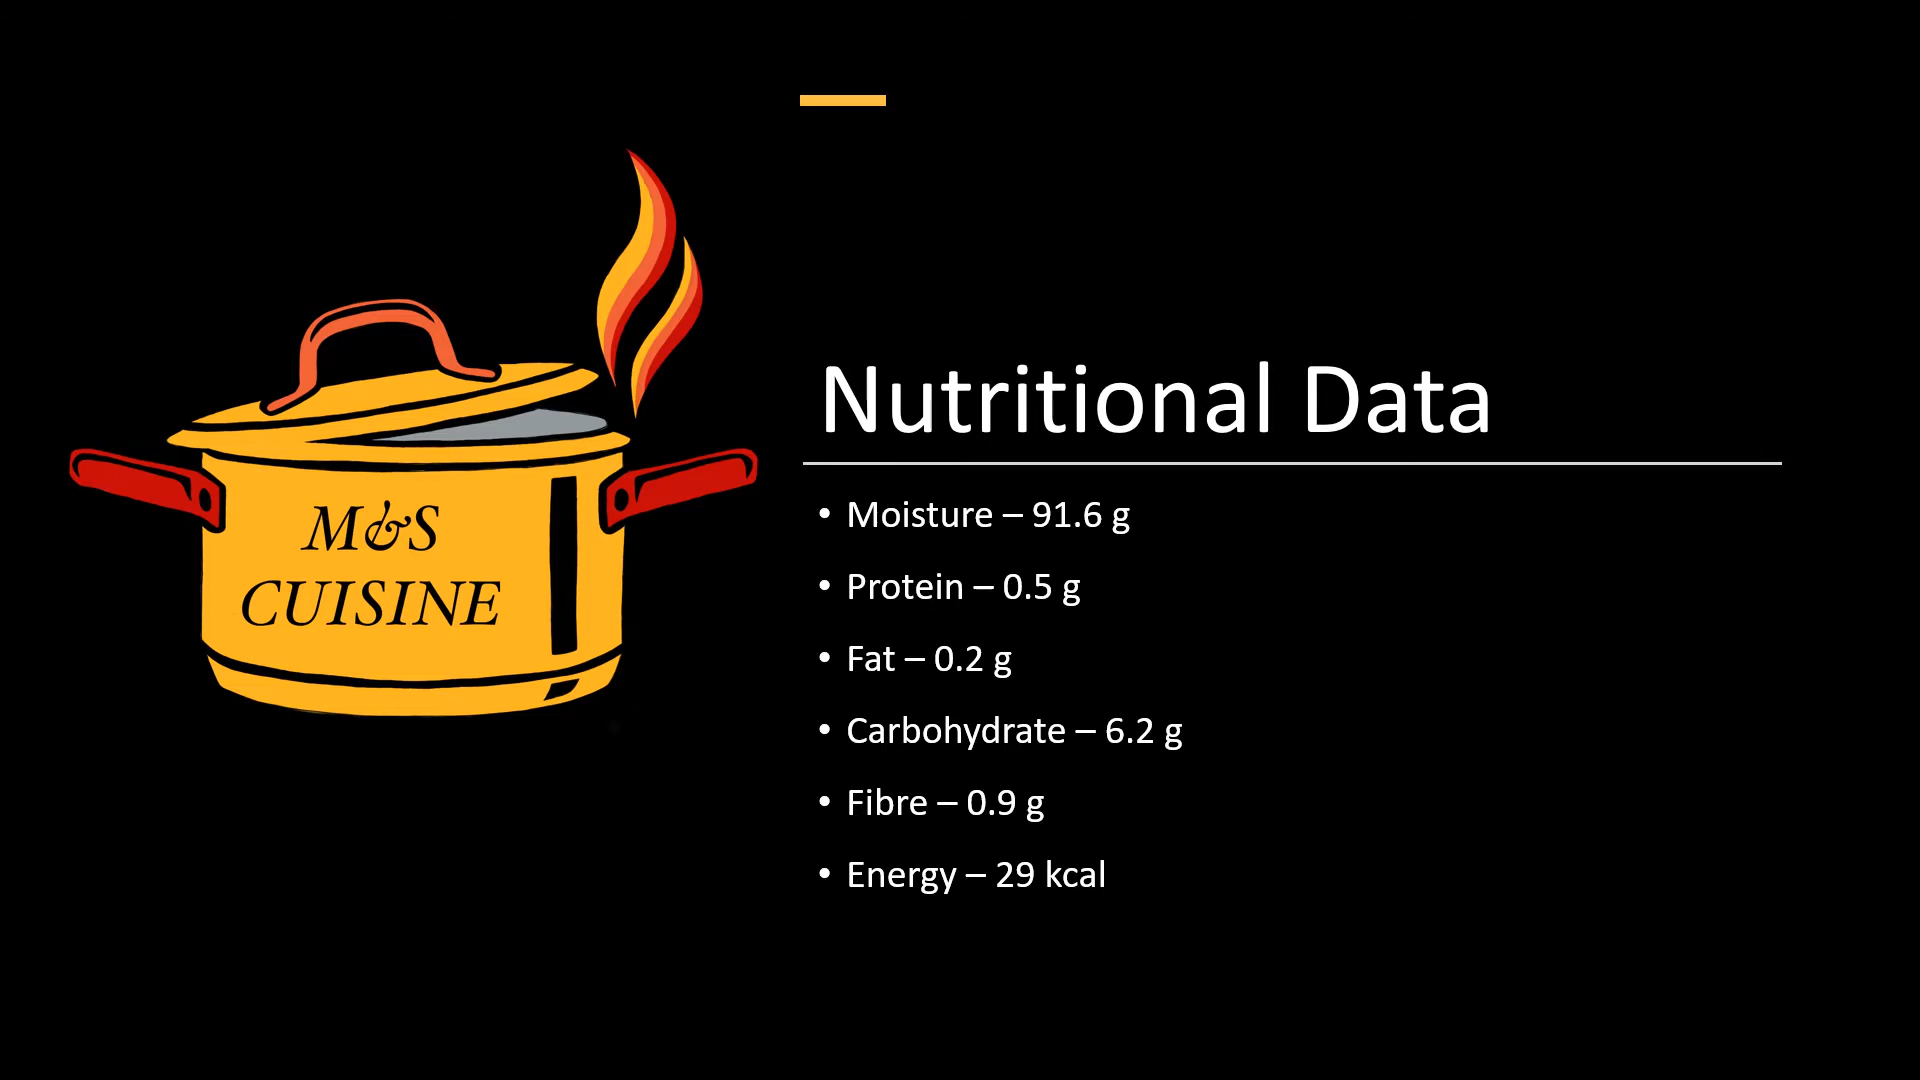 M&S
CUISINE
Nutritional Data
• Moisture – 91.6 g
• Protein – 0.5 g
• Fat – 0.2 g
• Carbohydrate – 6.2 g
• Fibre – 0.9 g
• Energy – 29 kcal